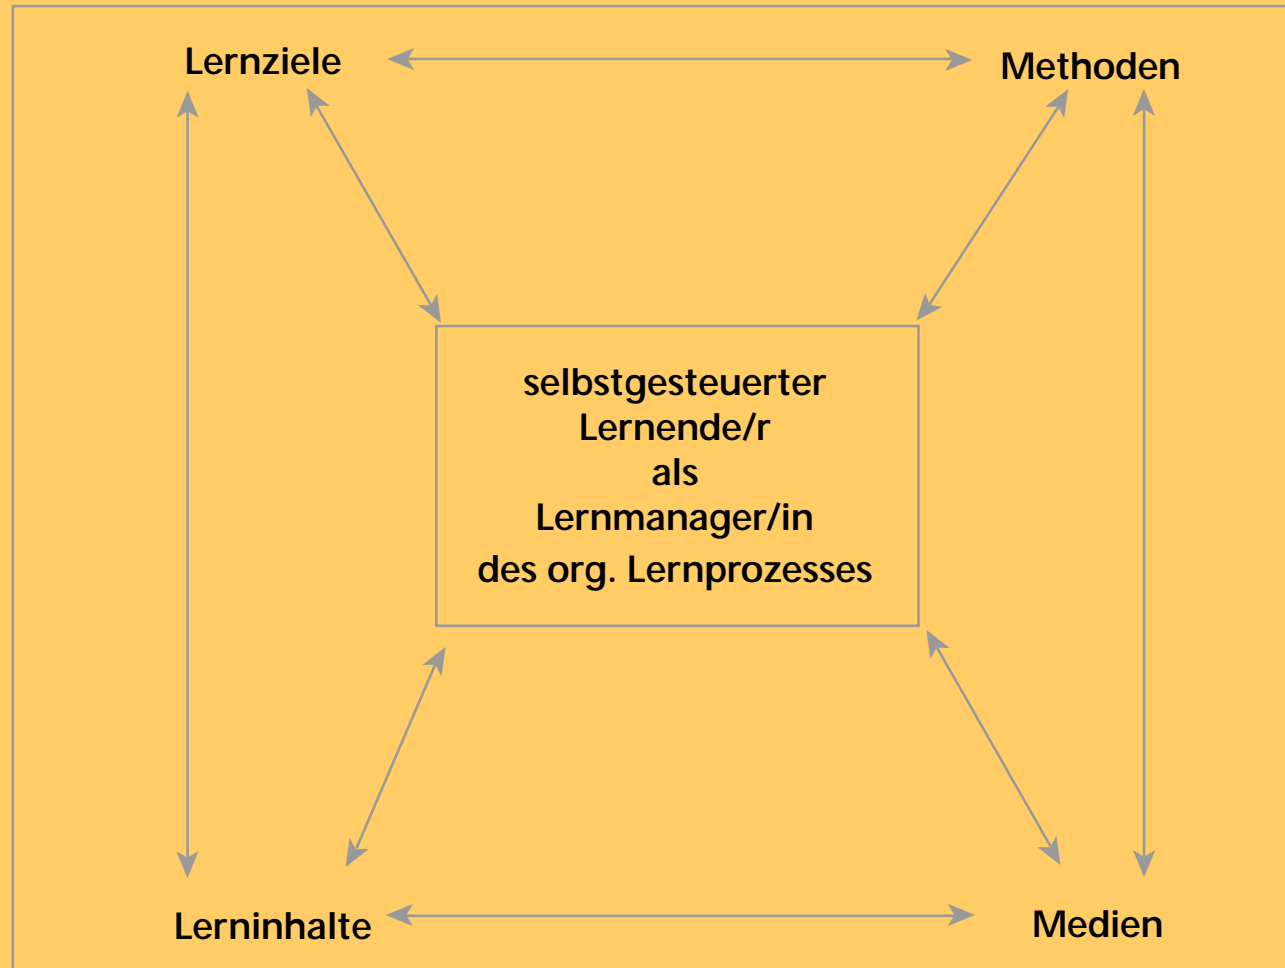 Lernziele
Methoden
selbstgesteuerter
Lernende/r
als
Lernmanager/in
des org. Lernprozesses
Lerninhalte
Medien